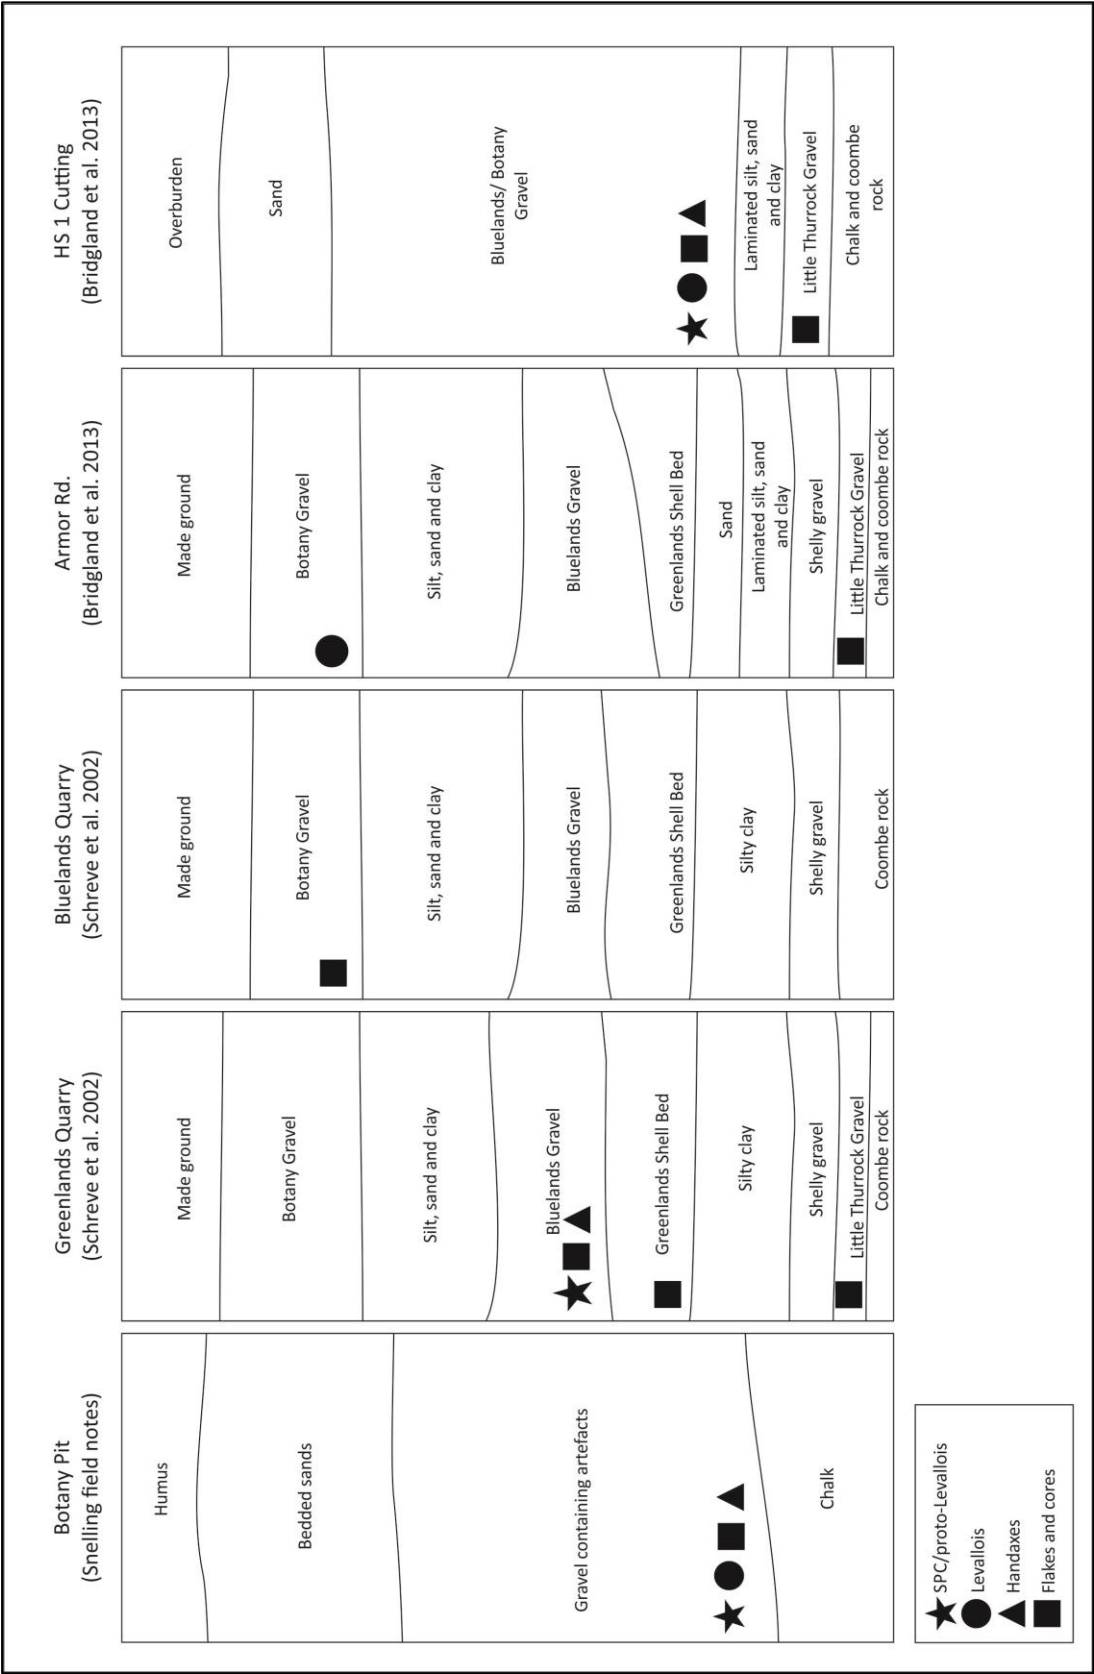 Botany Pit
(Snelling field notes)
Humus
Bedded sands
Gravel containing artefacts
Chalk
Greenlands Quarry
(Schreve et al. 2002)
Made ground
Botany Gravel
Silt, sand and clay
Bluelands Gravel
Greenlands Shell Bed
Silty clay
Shelly gravel
Little Thurrock Gravel
Coombe rock
Bluelands Quarry
(Schreve et al. 2002)
Made ground
Botany Gravel
Silt, sand and clay
Bluelands Gravel
Greenlands Shell Bed
Silty clay
Shelly gravel
Coombe rock
Armor Rd.
(Bridgland et al. 2013)
Made ground
Botany Gravel
Silt, sand and clay
Bluelands Gravel
Greenlands Shell Bed
Sand
Laminated silt, sand
and clay
Shelly gravel
Little Thurrock Gravel
Chalk and coombe rock
HS 1 Cutting
(Bridgland et al. 2013)
Overburden
Sand
Bluelands/ Botany
Gravel
Laminated silt, sand
and clay
Little Thurrock Gravel
Chalk and coombe
rock
SPC/proto-Levallois
Levallois
Handaxes
Flakes and cores